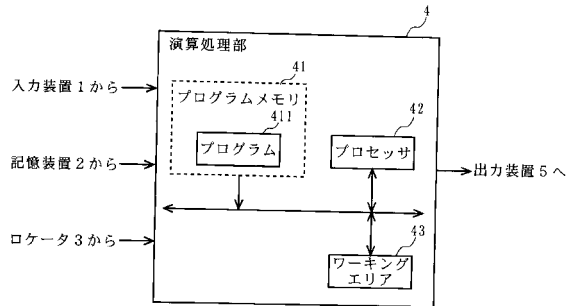 4
演算処理部
41
入力装置1から
プログラムメモリ
411
42
プログラム
プロセッサ
記憶装置2から
出力装置5へ
ロケータ3から
43
ワーキング
エリア